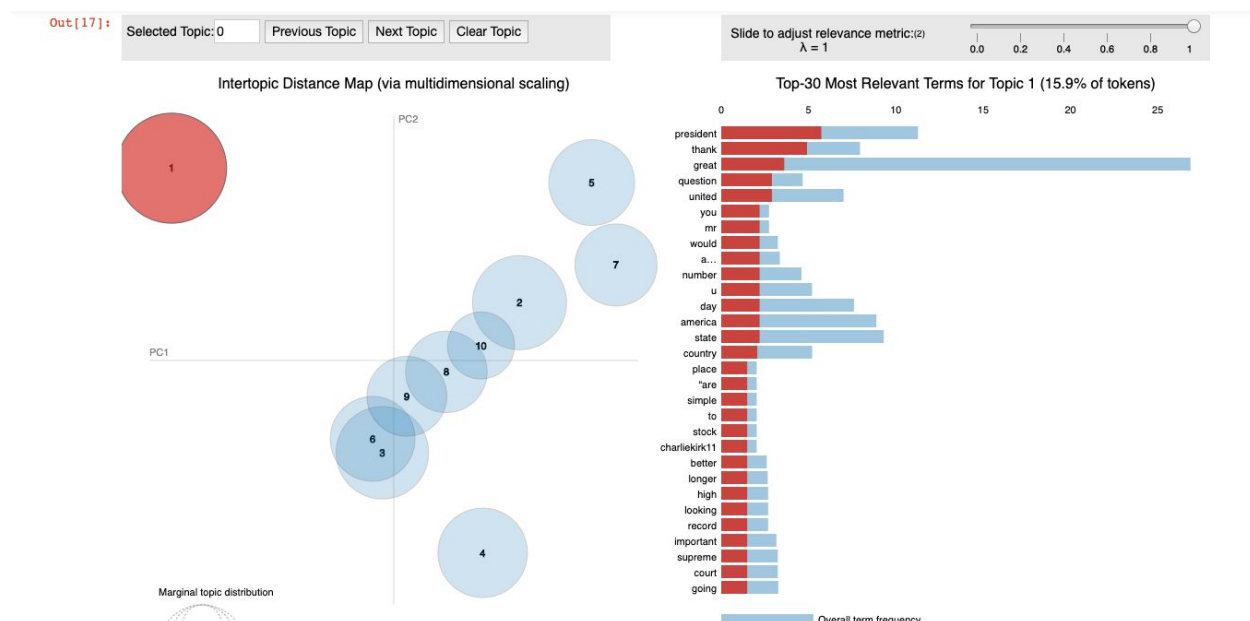 Out[17]:
Selected Topic: 0 Previous Topic Next Topic Clear Topic
Slide to adjust relevance metric:(2)
λ = 1
0.0 0.2 0.4 0.6 0.8 1
Intertopic Distance Map (via multidimensional scaling)
PC2
PC1
1
5
7
2
10
8
9
6
3
4
Marginal topic distribution
Top-30 Most Relevant Terms for Topic 1 (15.9% of tokens)
0 5 10 15 20 25
president
thank
great
question
united
you
mr
would
a…
number
u
day
america
state
country
place
"are
simple
to
stock
charliekirk11
better
longer
high
looking
record
important
supreme
court
going
Overall term frequency